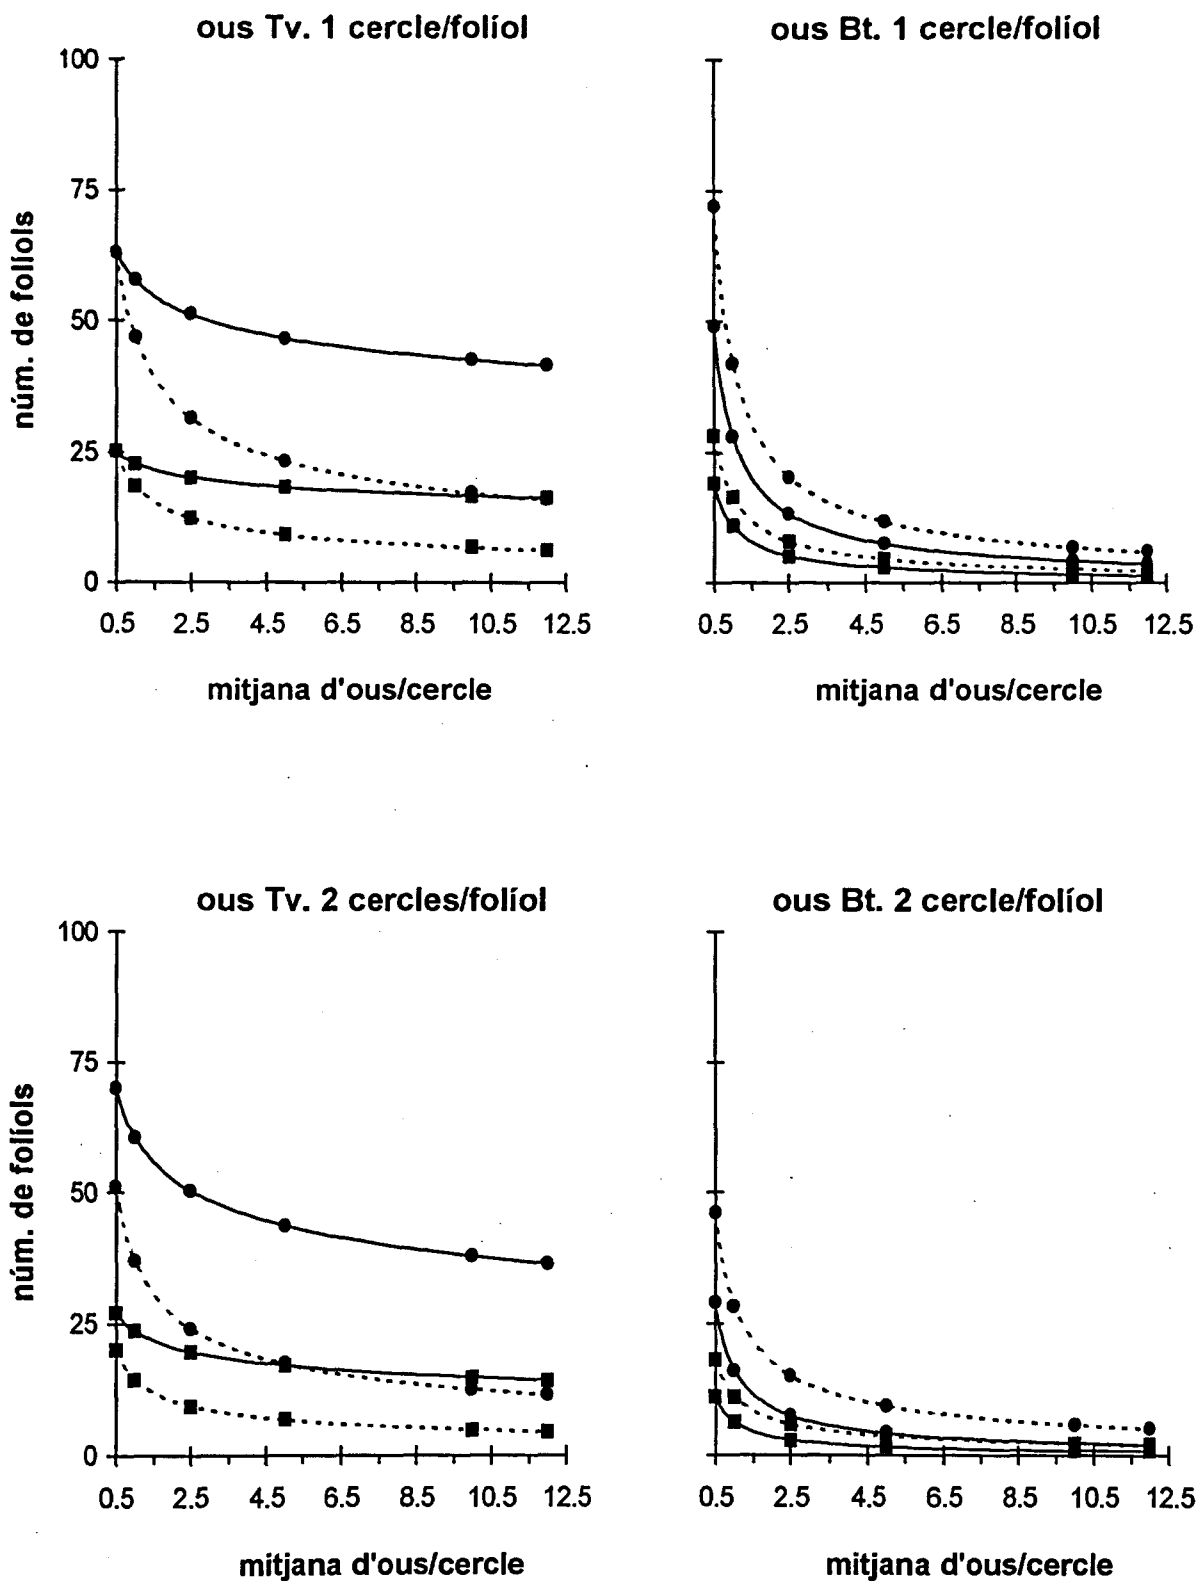 ous Tv. 1 cercle/folíol
ous Bt. 1 cercle/folíol
100
75
50
25
0
núm. de folíols
0.5 2.5 4.5 6.5 8.5 10.5 12.5
0.5 2.5 4.5 6.5 8.5 10.5 12.5
mitjana d'ous/cercle
mitjana d'ous/cercle
ous Tv. 2 cercles/folíol
ous Bt. 2 cercle/folíol
100
75
50
25
0
núm. de folíols
0.5 2.5 4.5 6.5 8.5 10.5 12.5
0.5 2.5 4.5 6.5 8.5 10.5 12.5
mitjana d'ous/cercle
mitjana d'ous/cercle